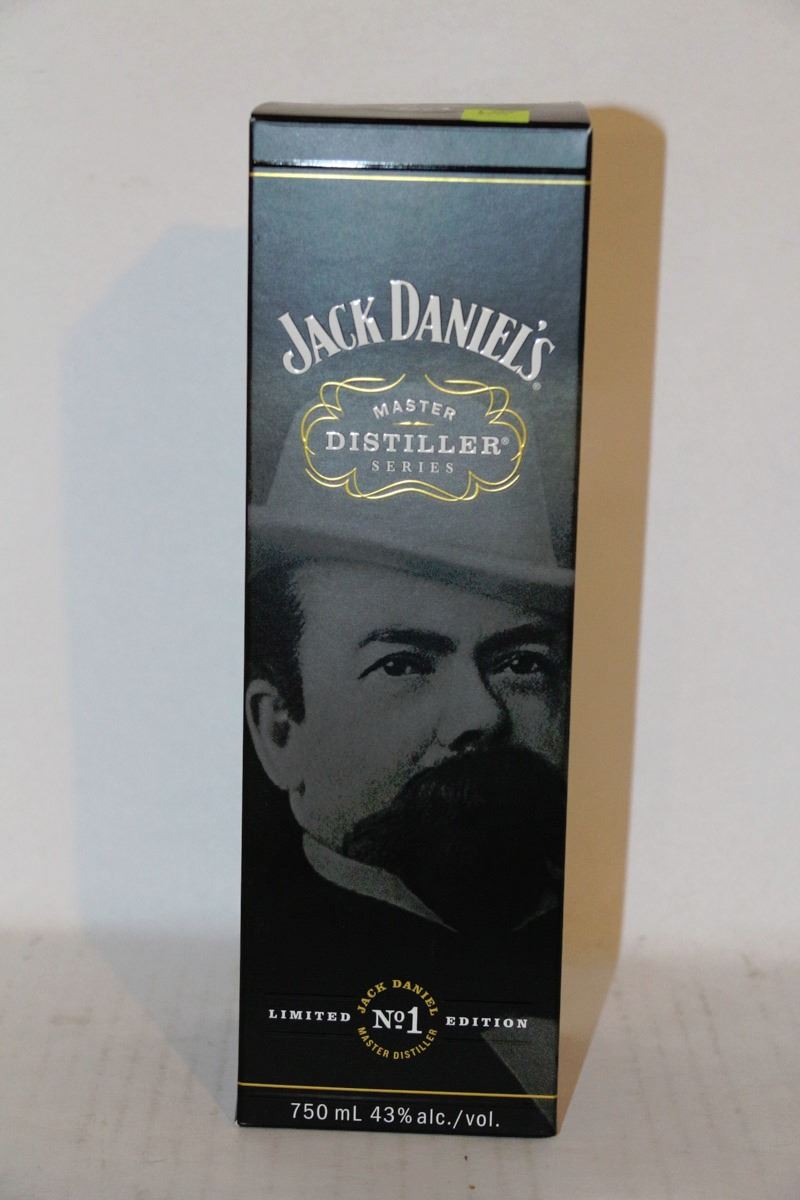 JACK DANIEL'S®
MASTER
DISTILLER®
SERIES
JACK DANIEL
LIMITED Nº1 EDITION
MASTER DISTILLER
750 mL 43% alc./vol.